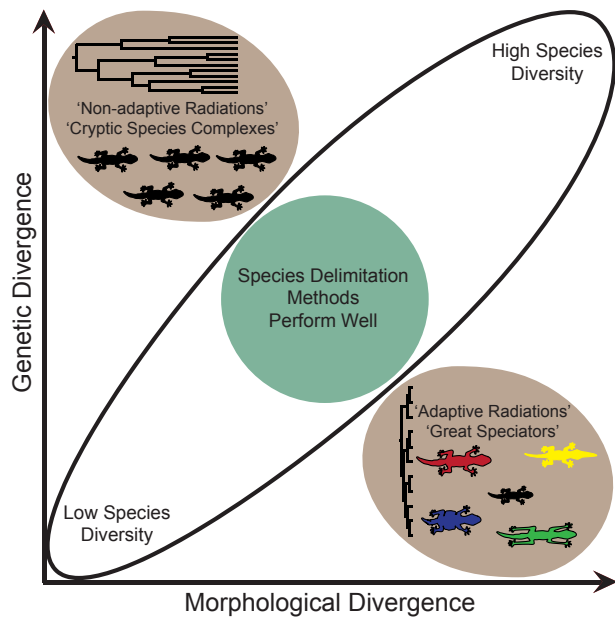 High Species
Diversity
‘Non-adaptive Radiations’
‘Cryptic Species Complexes’
Genetic Divergence
Species Delimitation
Methods
Perform Well
‘Adaptive Radiations’
‘Great Speciators’
Low Species
Diversity
Morphological Divergence